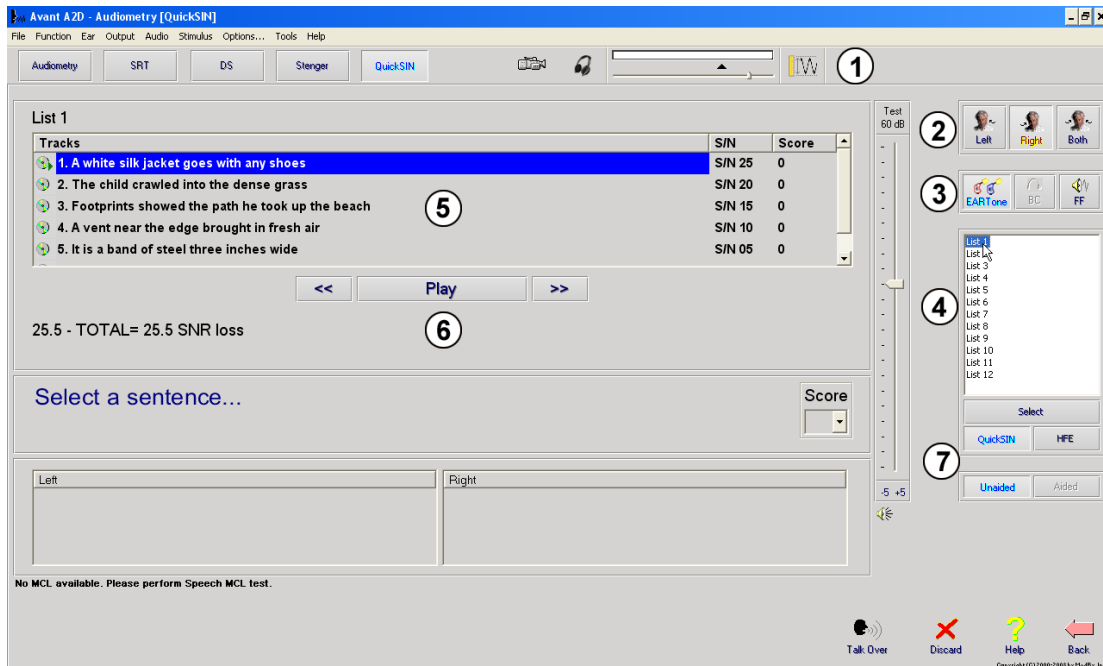 Avant A2D - Audiometry [QuickSIN]
File Function Ear Output Audio Stimulus Options... Tools Help
Audiometry SRT DS Stenger QuickSIN
1
List 1
Tracks S/N Score
1. A white silk jacket goes with any shoes S/N 25 0
2. The child crawled into the dense grass S/N 20 0
3. Footprints showed the path he took up the beach S/N 15 0
4. A vent near the edge brought in fresh air S/N 10 0
5. It is a band of steel three inches wide S/N 05 0
5
<< Play >>
25.5 - TOTAL= 25.5 SNR loss
6
Select a sentence...
Score
Left Right
No MCL available. Please perform Speech MCL test.
Test
60 dB
-5 +5
2
Left Right Both
3
EARTone BC FF
4
List 1
List
List 3
List 4
List 5
List 6
List 7
List 8
List 9
List 10
List 11
List 12
Select
QuickSIN HFE
7
Unaided Aided
Talk Over Discard Help Back